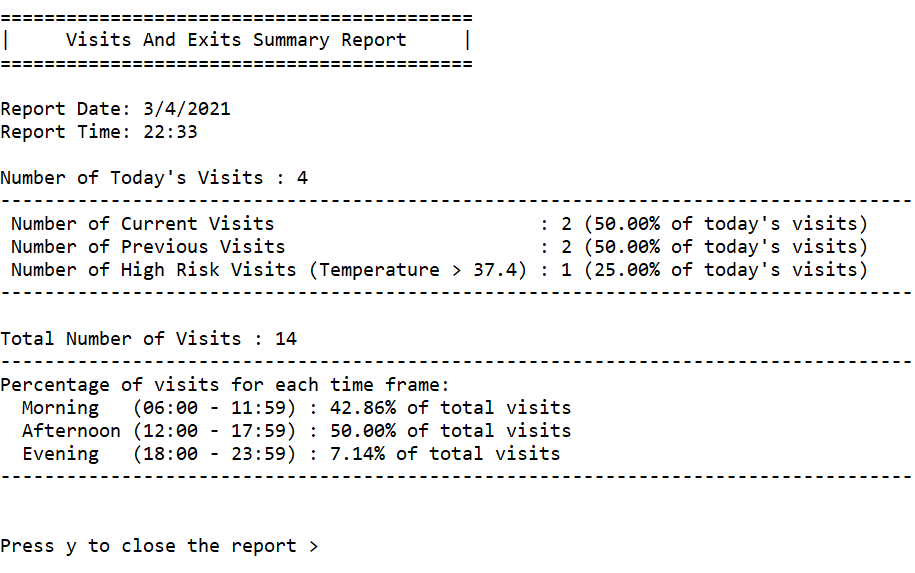 ===========================================
|     Visits And Exits Summary Report     |
===========================================
Report Date: 3/4/2021
Report Time: 22:33
Number of Today's Visits : 4
-----------------------------------------------------------------------------------
 Number of Current Visits                        : 2 (50.00% of today's visits)
 Number of Previous Visits                       : 2 (50.00% of today's visits)
 Number of High Risk Visits (Temperature > 37.4) : 1 (25.00% of today's visits)
-----------------------------------------------------------------------------------
Total Number of Visits : 14
-----------------------------------------------------------------------------------
Percentage of visits for each time frame:
  Morning   (06:00 - 11:59) : 42.86% of total visits
  Afternoon (12:00 - 17:59) : 50.00% of total visits
  Evening   (18:00 - 23:59) : 7.14% of total visits
-----------------------------------------------------------------------------------
Press y to close the report >